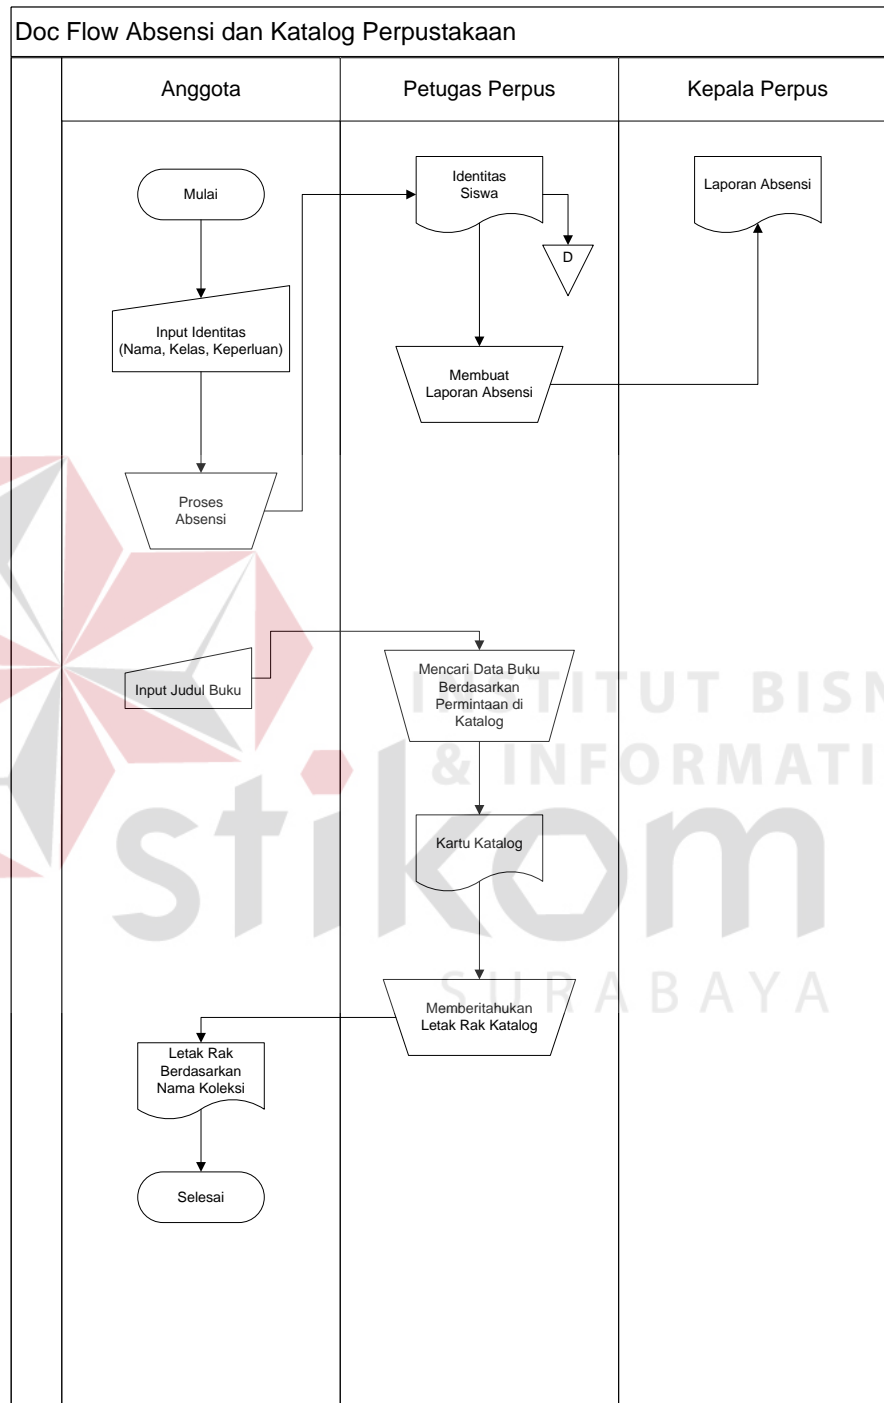 Doc Flow Absensi dan Katalog Perpustakaan
Anggota
Petugas Perpus
Kepala Perpus
Mulai
Identitas
Siswa
Laporan Absensi
D
Input Identitas
(Nama, Kelas, Keperluan)
Membuat
Laporan Absensi
Proses
Absensi
Input Judul Buku
Mencari Data Buku
Berdasarkan
Permintaan di
Katalog
Kartu Katalog
Memberitahukan
Letak Rak Katalog
Letak Rak
Berdasarkan
Nama Koleksi
Selesai
INSTITUT BISN
& INFORMATI
stikom
SURABAYA